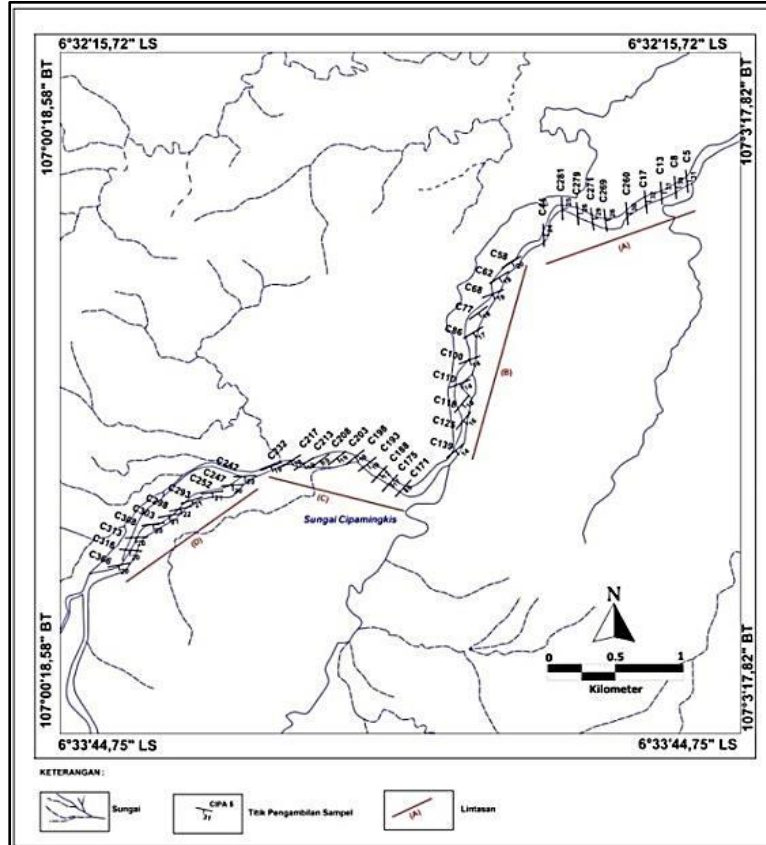 6°32'15,72" LS
6°32'15,72" LS
107°00'18,58" BT
107°3'17,82" BT
C5
C8
C13
C17
C260
C269
C271
C279
C281
C44
(A)
C58
C62
C68
C77
C86
C100
C110
C118
C125
C139
(B)
C171
C175
C188
C193
C198
C203
C208
C213
C217
C232
(C)
Sungai Cipamingkis
C242
C247
C252
C293
C298
C303
C373
C316
C366
(D)
N
0 0.5 1
Kilometer
107°00'18,58" BT
107°3'17,82" BT
6°33'44,75" LS
6°33'44,75" LS
KETERANGAN :
Sungai
CIPA 5
31
Titik Pengambilan Sampel
(A)
Lintasan